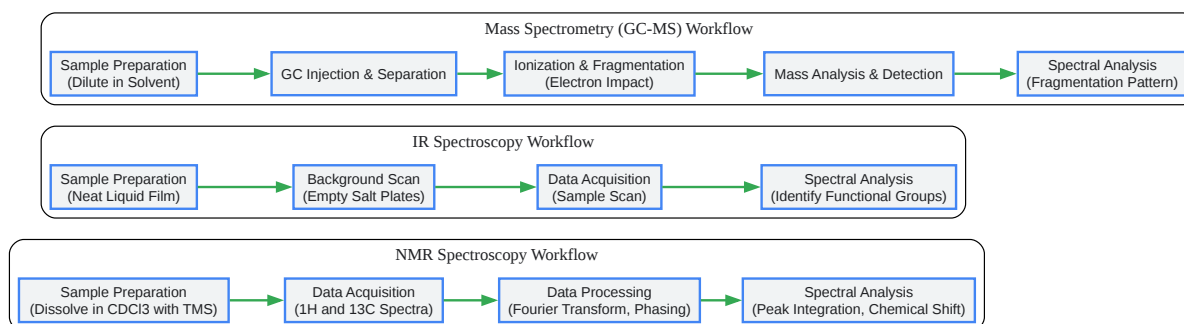 Mass Spectrometry (GC-MS) Workflow
Sample Preparation
(Dilute in Solvent)
GC Injection & Separation
Ionization & Fragmentation
(Electron Impact)
Mass Analysis & Detection
Spectral Analysis
(Fragmentation Pattern)
IR Spectroscopy Workflow
Sample Preparation
(Neat Liquid Film)
Background Scan
(Empty Salt Plates)
Data Acquisition
(Sample Scan)
Spectral Analysis
(Identify Functional Groups)
NMR Spectroscopy Workflow
Sample Preparation
(Dissolve in CDCl3 with TMS)
Data Acquisition
(1H and 13C Spectra)
Data Processing
(Fourier Transform, Phasing)
Spectral Analysis
(Peak Integration, Chemical Shift)